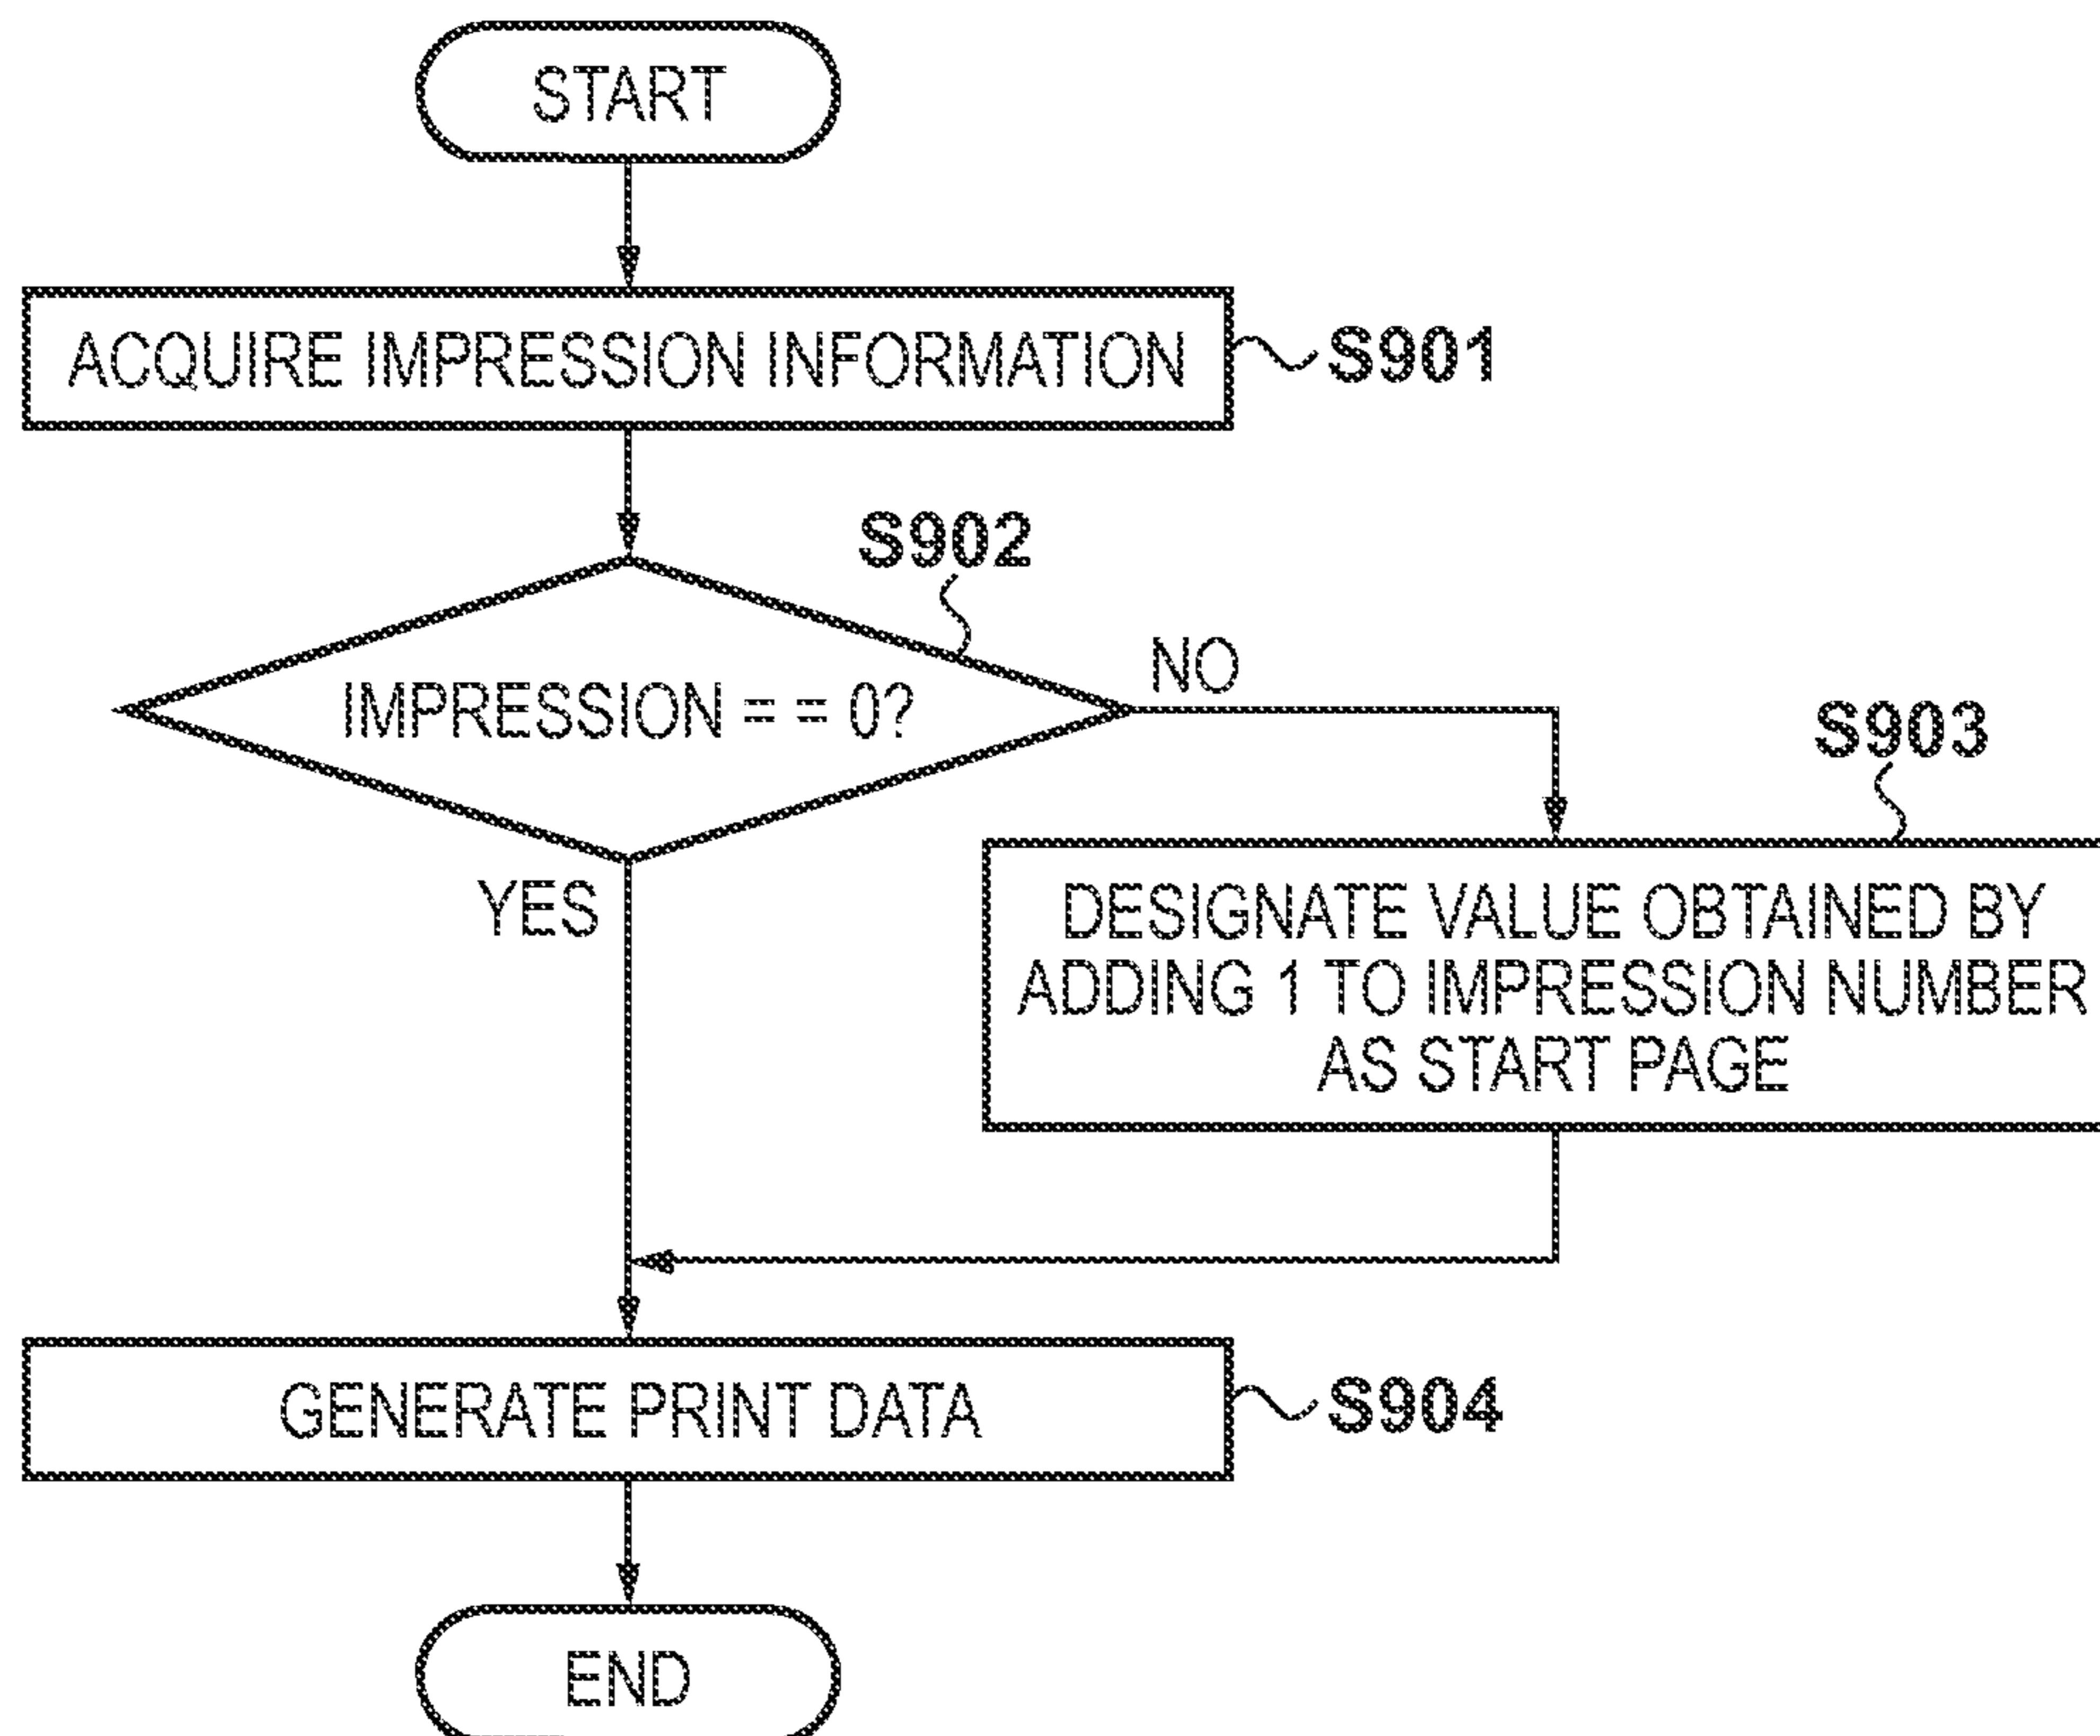 START
ACQUIRE IMPRESSION INFORMATION
S901
S902
IMPRESSION = = 0?
NO
YES
S903
DESIGNATE VALUE OBTAINED BY
ADDING 1 TO IMPRESSION NUMBER
AS START PAGE
GENERATE PRINT DATA
S904
END